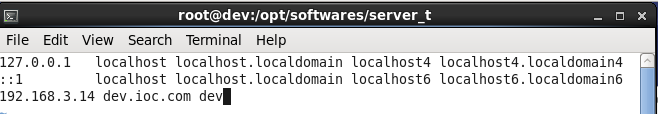 root@dev:/opt/softwares/server_t
File Edit View Search Terminal Help
127.0.0.1   localhost localhost.localdomain localhost4 localhost4.localdomain4
::1         localhost localhost.localdomain localhost6 localhost6.localdomain6
192.168.3.14 dev.ioc.com dev
~